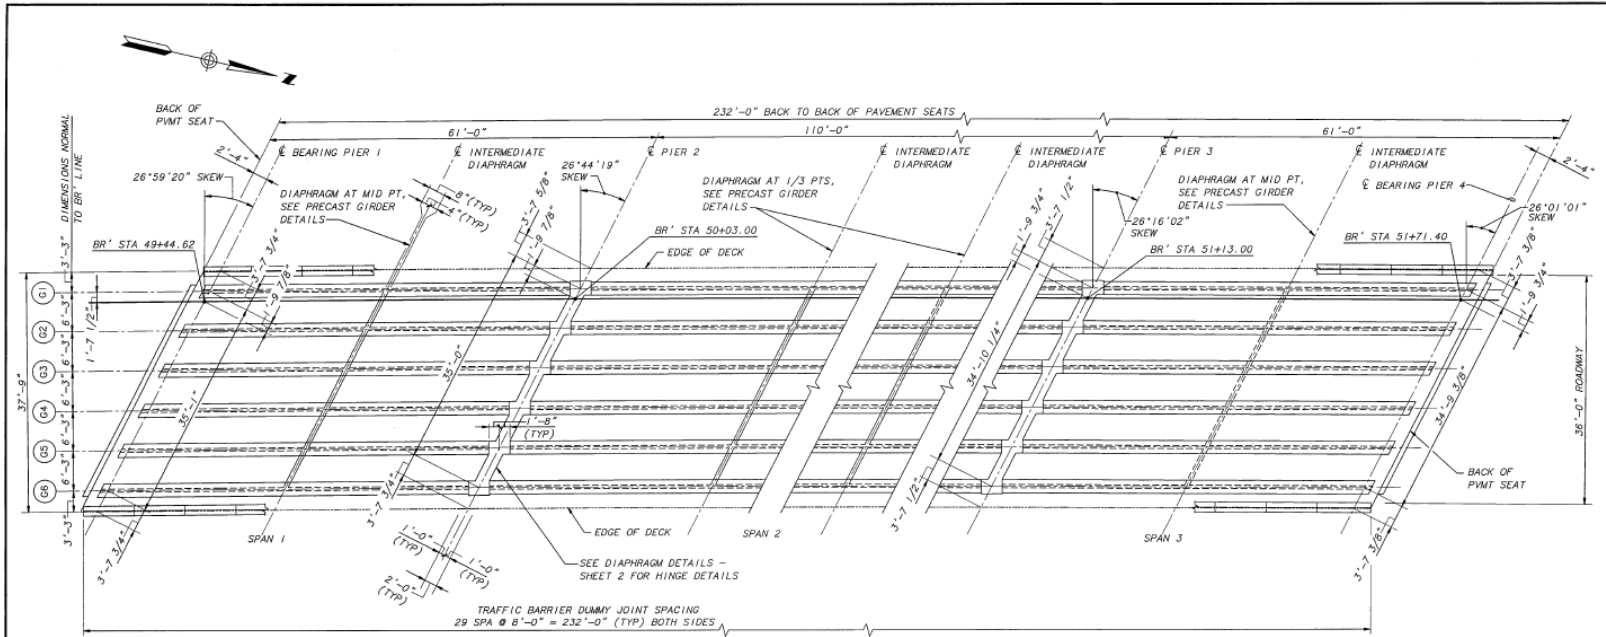 N
BACK OF
PVMT SEAT
232'-0" BACK TO BACK OF PAVEMENT SEATS
61'-0"
110'-0"
61'-0"
DIMENSIONS NORMAL
TO BR' LINE
2'-4"
26°59'20" SKEW
℄ BEARING PIER 1
℄ INTERMEDIATE
DIAPHRAGM
26°44'19"
SKEW
℄ PIER 2
℄ INTERMEDIATE
DIAPHRAGM
℄ INTERMEDIATE
DIAPHRAGM
℄ PIER 3
℄ INTERMEDIATE
DIAPHRAGM
2'-4"
℄ BEARING PIER 4
DIAPHRAGM AT MID PT,
SEE PRECAST GIRDER
DETAILS
8" (TYP)
4" (TYP)
3'-7 5/8"
1'-9 7/8"
DIAPHRAGM AT 1/3 PTS,
SEE PRECAST GIRDER
DETAILS
1'-9 3/4"
3'-7 1/2"
26°16'02"
SKEW
DIAPHRAGM AT MID PT,
SEE PRECAST GIRDER
DETAILS
26°01'01"
SKEW
BR' STA 49+44.62
BR' STA 50+03.00
EDGE OF DECK
BR' STA 51+13.00
BR' STA 51+71.40
3'-7 3/4"
1'-9 7/8"
3'-7 3/8"
1'-9 3/4"
3'-3"
G1
6'-3"
1'-7 1/2"
G2
6'-3"
G3
6'-3"
G4
6'-3"
G5
6'-3"
G6
3'-3"
37'-9"
35'-1"
35'-0"
34'-10 1/4"
34'-9 3/8"
36'-0" ROADWAY
1'-8"
(TYP)
3'-7 3/4"
3'-7 3/4"
3'-7 1/2"
3'-7 3/8"
BACK OF
PVMT SEAT
SPAN 1
1'-0"
(TYP)
1'-0"
(TYP)
2'-0"
(TYP)
EDGE OF DECK
SPAN 2
SPAN 3
SEE DIAPHRAGM DETAILS -
SHEET 2 FOR HINGE DETAILS
TRAFFIC BARRIER DUMMY JOINT SPACING
29 SPA @ 8'-0" = 232'-0" (TYP) BOTH SIDES